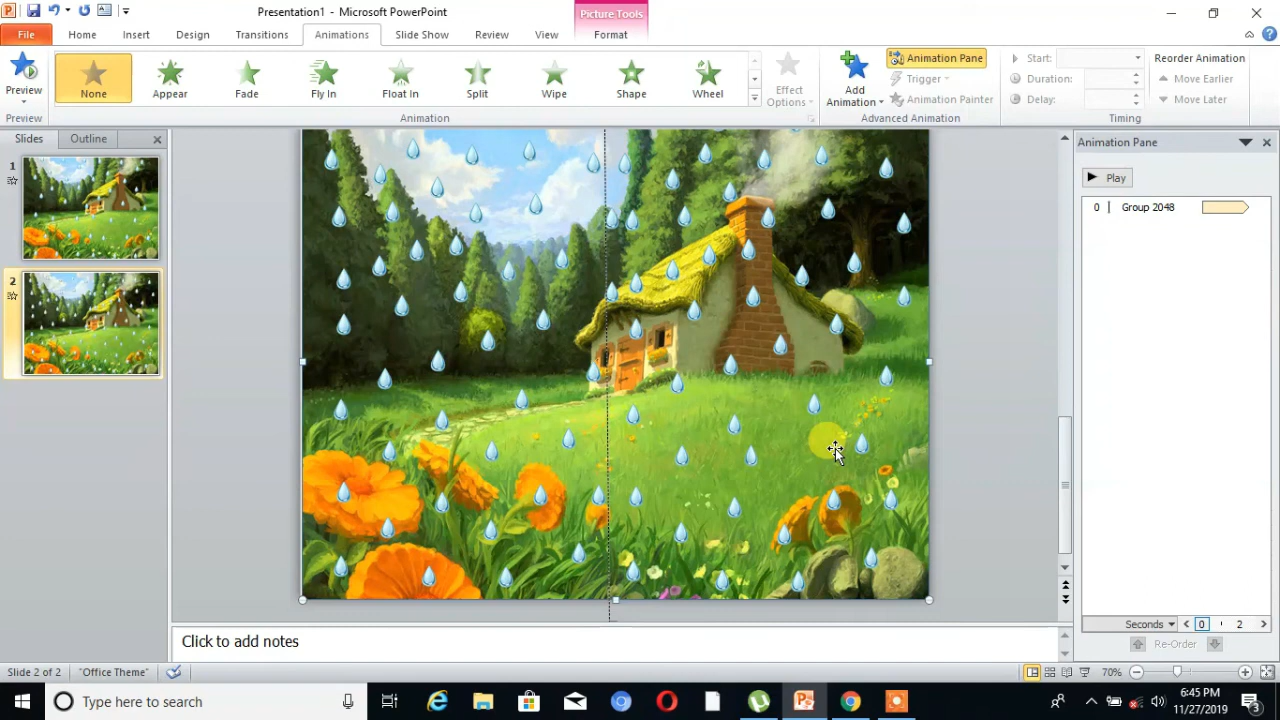 Presentation1 - Microsoft PowerPoint
Picture Tools
File
Home
Insert
Design
Transitions
Animations
Slide Show
Review
View
Format
Preview
None
Appear
Fade
Fly In
Float In
Split
Wipe
Shape
Wheel
Effect
Options
Add
Animation
Animation Pane
Trigger
Animation Painter
Start:
Duration:
Delay:
Reorder Animation
Move Earlier
Move Later
Preview
Animation
Advanced Animation
Timing
Slides
Outline
1
2
Animation Pane
Play
0
Group 2048
Seconds
0
2
Re-Order
Click to add notes
Slide 2 of 2
"Office Theme"
70%
Type here to search
6:45 PM
11/27/2019
3